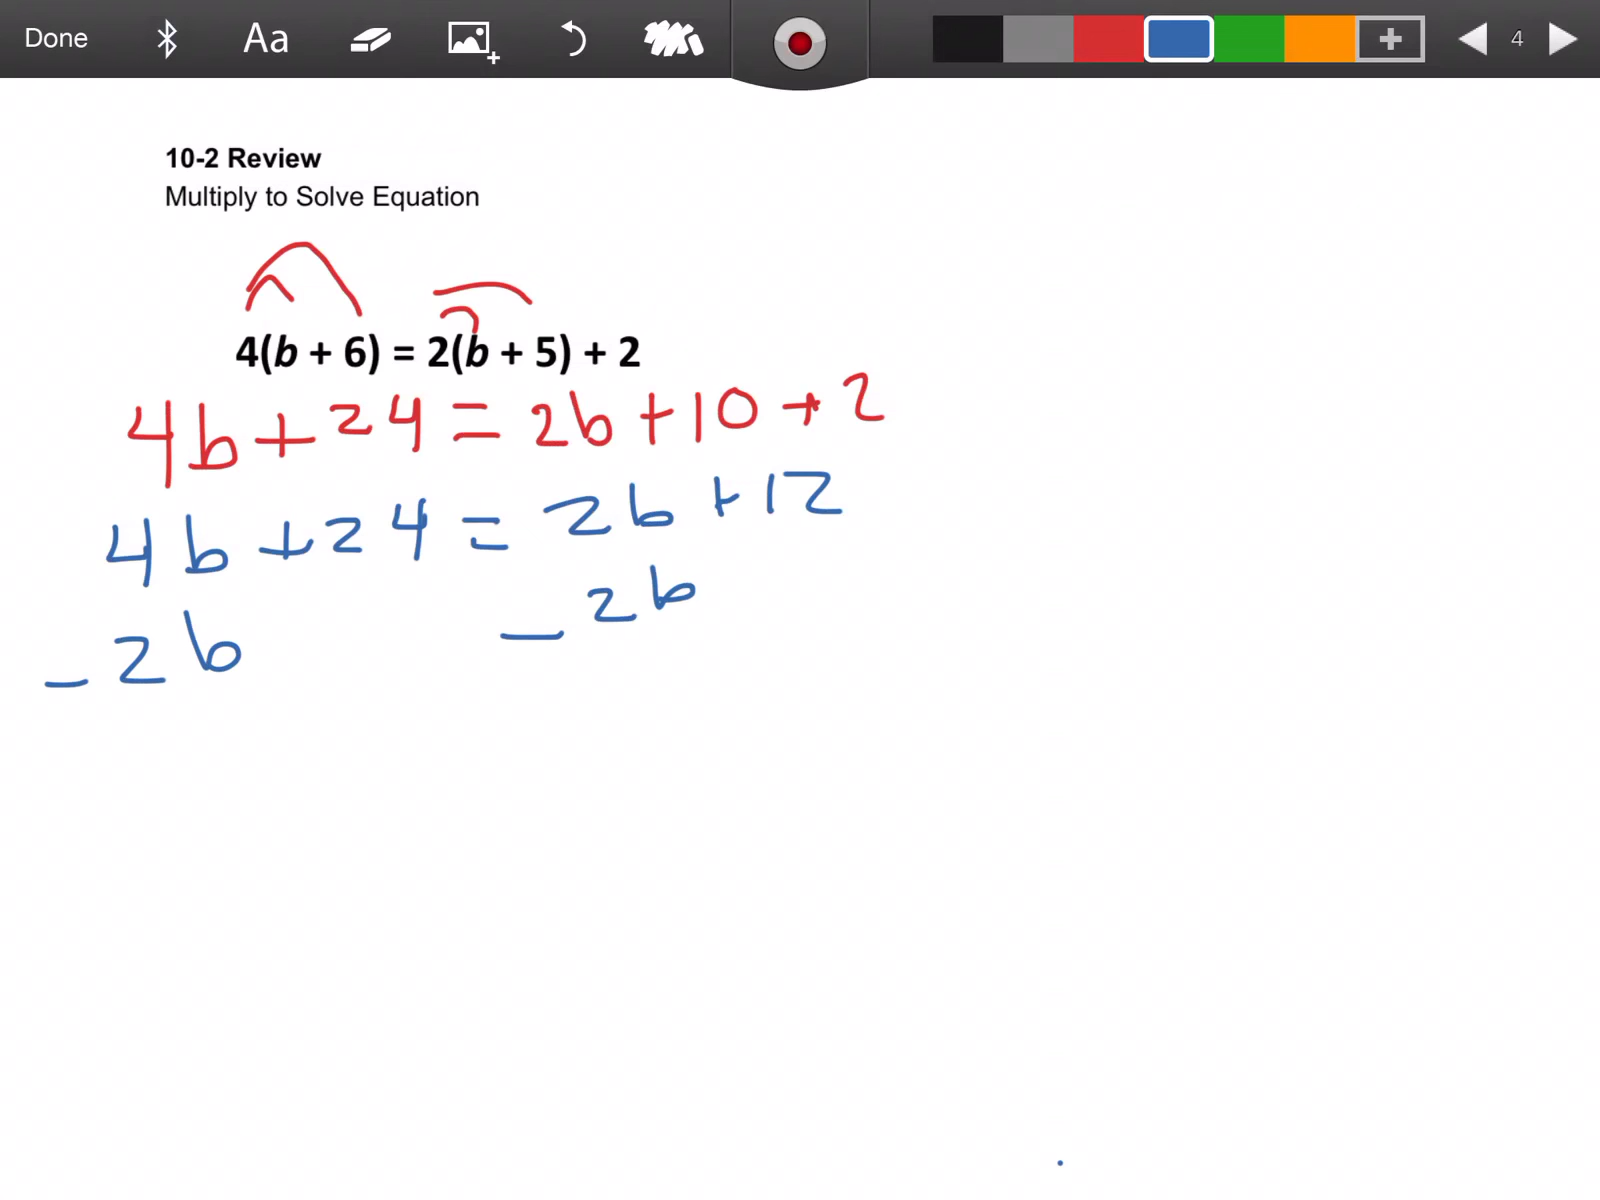 Done Aa 4
10-2 Review
Multiply to Solve Equation
4(b + 6) = 2(b + 5) + 2
4b + 24 = 2b + 10 + 2
4b + 24 = 2b + 12
- 2b - 2b